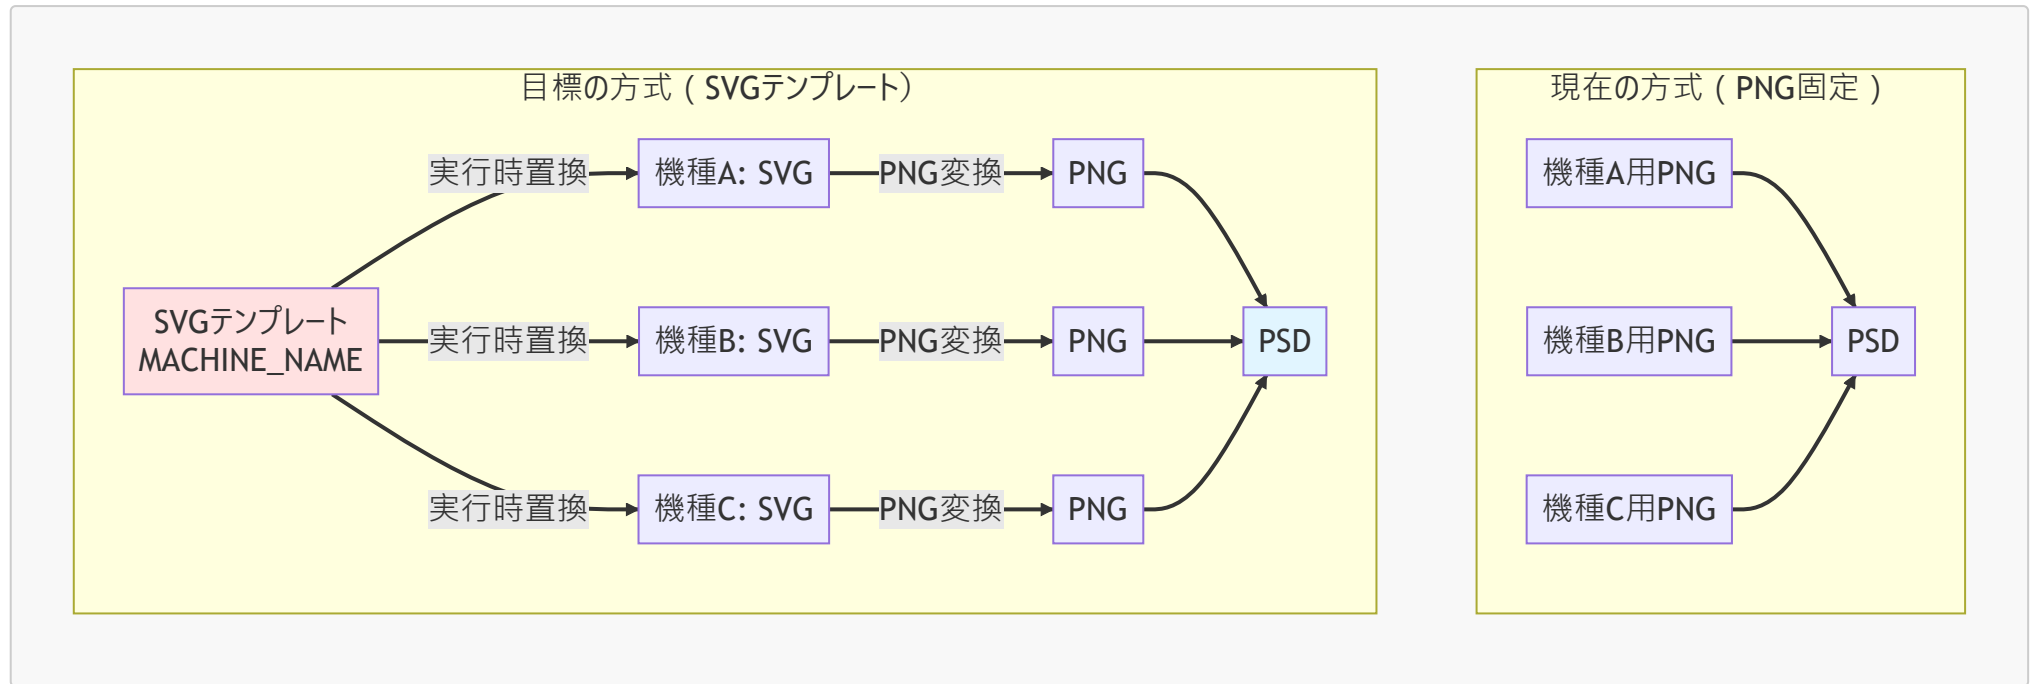 目標の方式（SVGテンプレート）
実行時置換
機種A: SVG
PNG変換
PNG
SVGテンプレート
MACHINE_NAME
実行時置換
機種B: SVG
PNG変換
PNG
PSD
実行時置換
機種C: SVG
PNG変換
PNG
現在の方式（PNG固定）
機種A用PNG
機種B用PNG
PSD
機種C用PNG